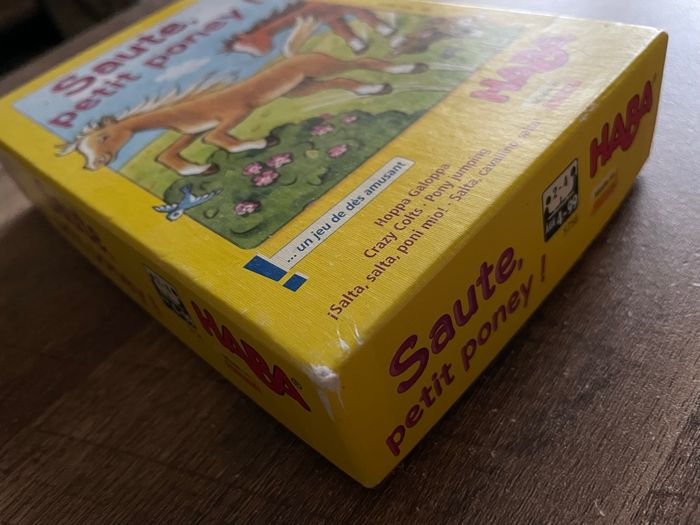 Saute,
petit poney !
HABA
... un jeu de dés amusant
Hoppa Galoppa
Crazy Colts · Pony Jumping
¡Salta, salta, poni mio! · Salta, cavallino, salta!
HABA®
Saute,
petit poney !
HABA®